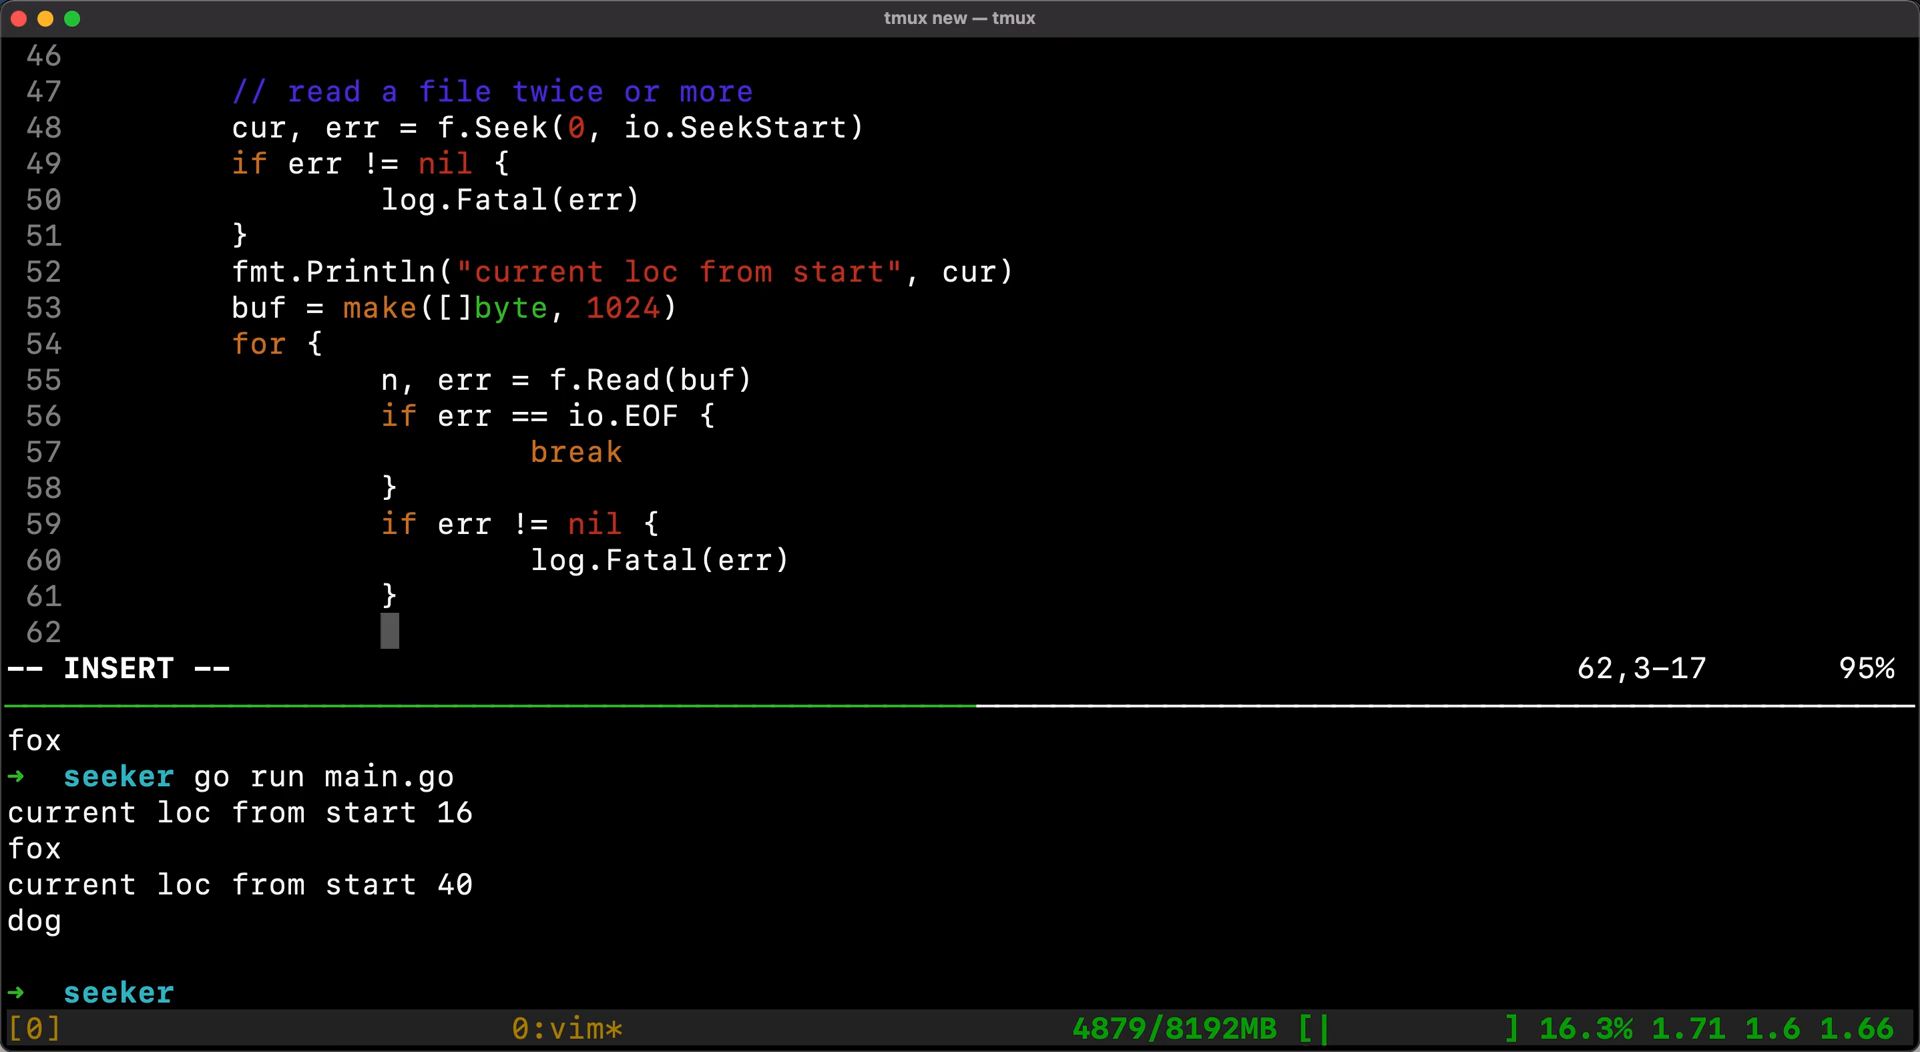 tmux new — tmux
46
47 // read a file twice or more
48 cur, err = f.Seek(0, io.SeekStart)
49 if err != nil {
50 log.Fatal(err)
51 }
52 fmt.Println("current loc from start", cur)
53 buf = make([]byte, 1024)
54 for {
55 n, err = f.Read(buf)
56 if err == io.EOF {
57 break
58 }
59 if err != nil {
60 log.Fatal(err)
61 }
62
-- INSERT -- 62,3-17 95%
fox
→ seeker go run main.go
current loc from start 16
fox
current loc from start 40
dog
→ seeker
[0] 0:vim* 4879/8192MB [| ] 16.3% 1.71 1.6 1.66